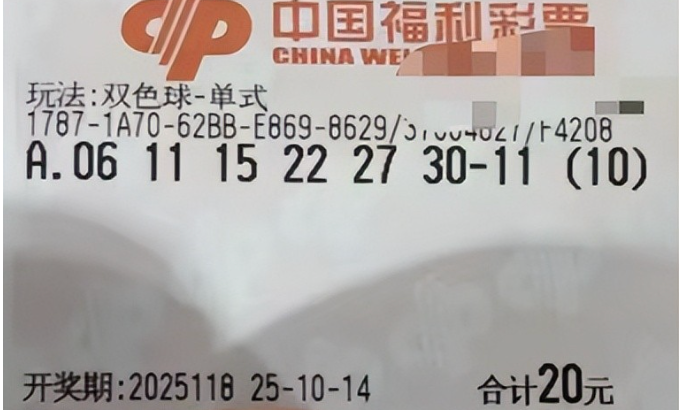 中国福利彩票
CHINA WEL
玩法:双色球-单式
1787-1A70-62BB-E869-8629/ /F4208
A.06 11 15 22 27 30-11 (10)
开奖期:2025118 25-10-14 合计20元